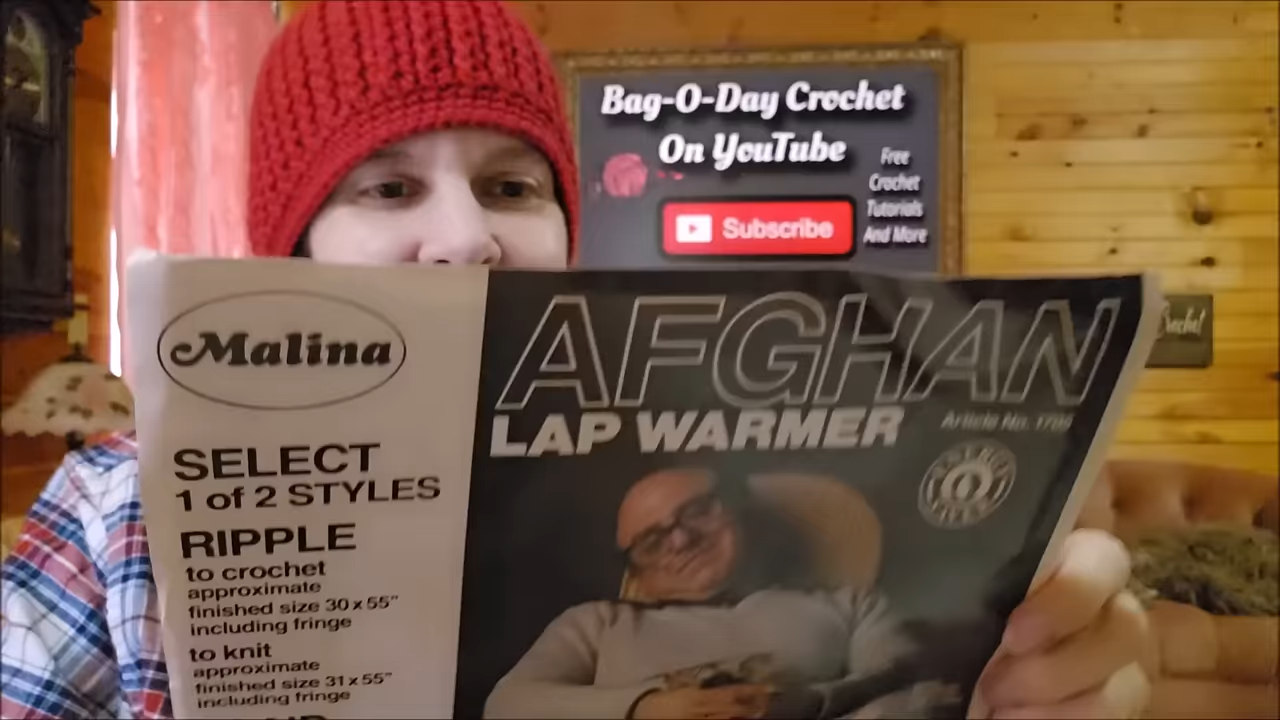 Bag-O-Day Crochet
On YouTube
Free
Crochet
Tutorials
And More
Subscribe
Malina
AFGHAN
LAP WARMER
SELECT
1 of 2 STYLES
RIPPLE
to crochet
approximate
finished size 30 x 55"
including fringe
to knit
approximate
finished size 31 x 55"
including fringe
Article No.